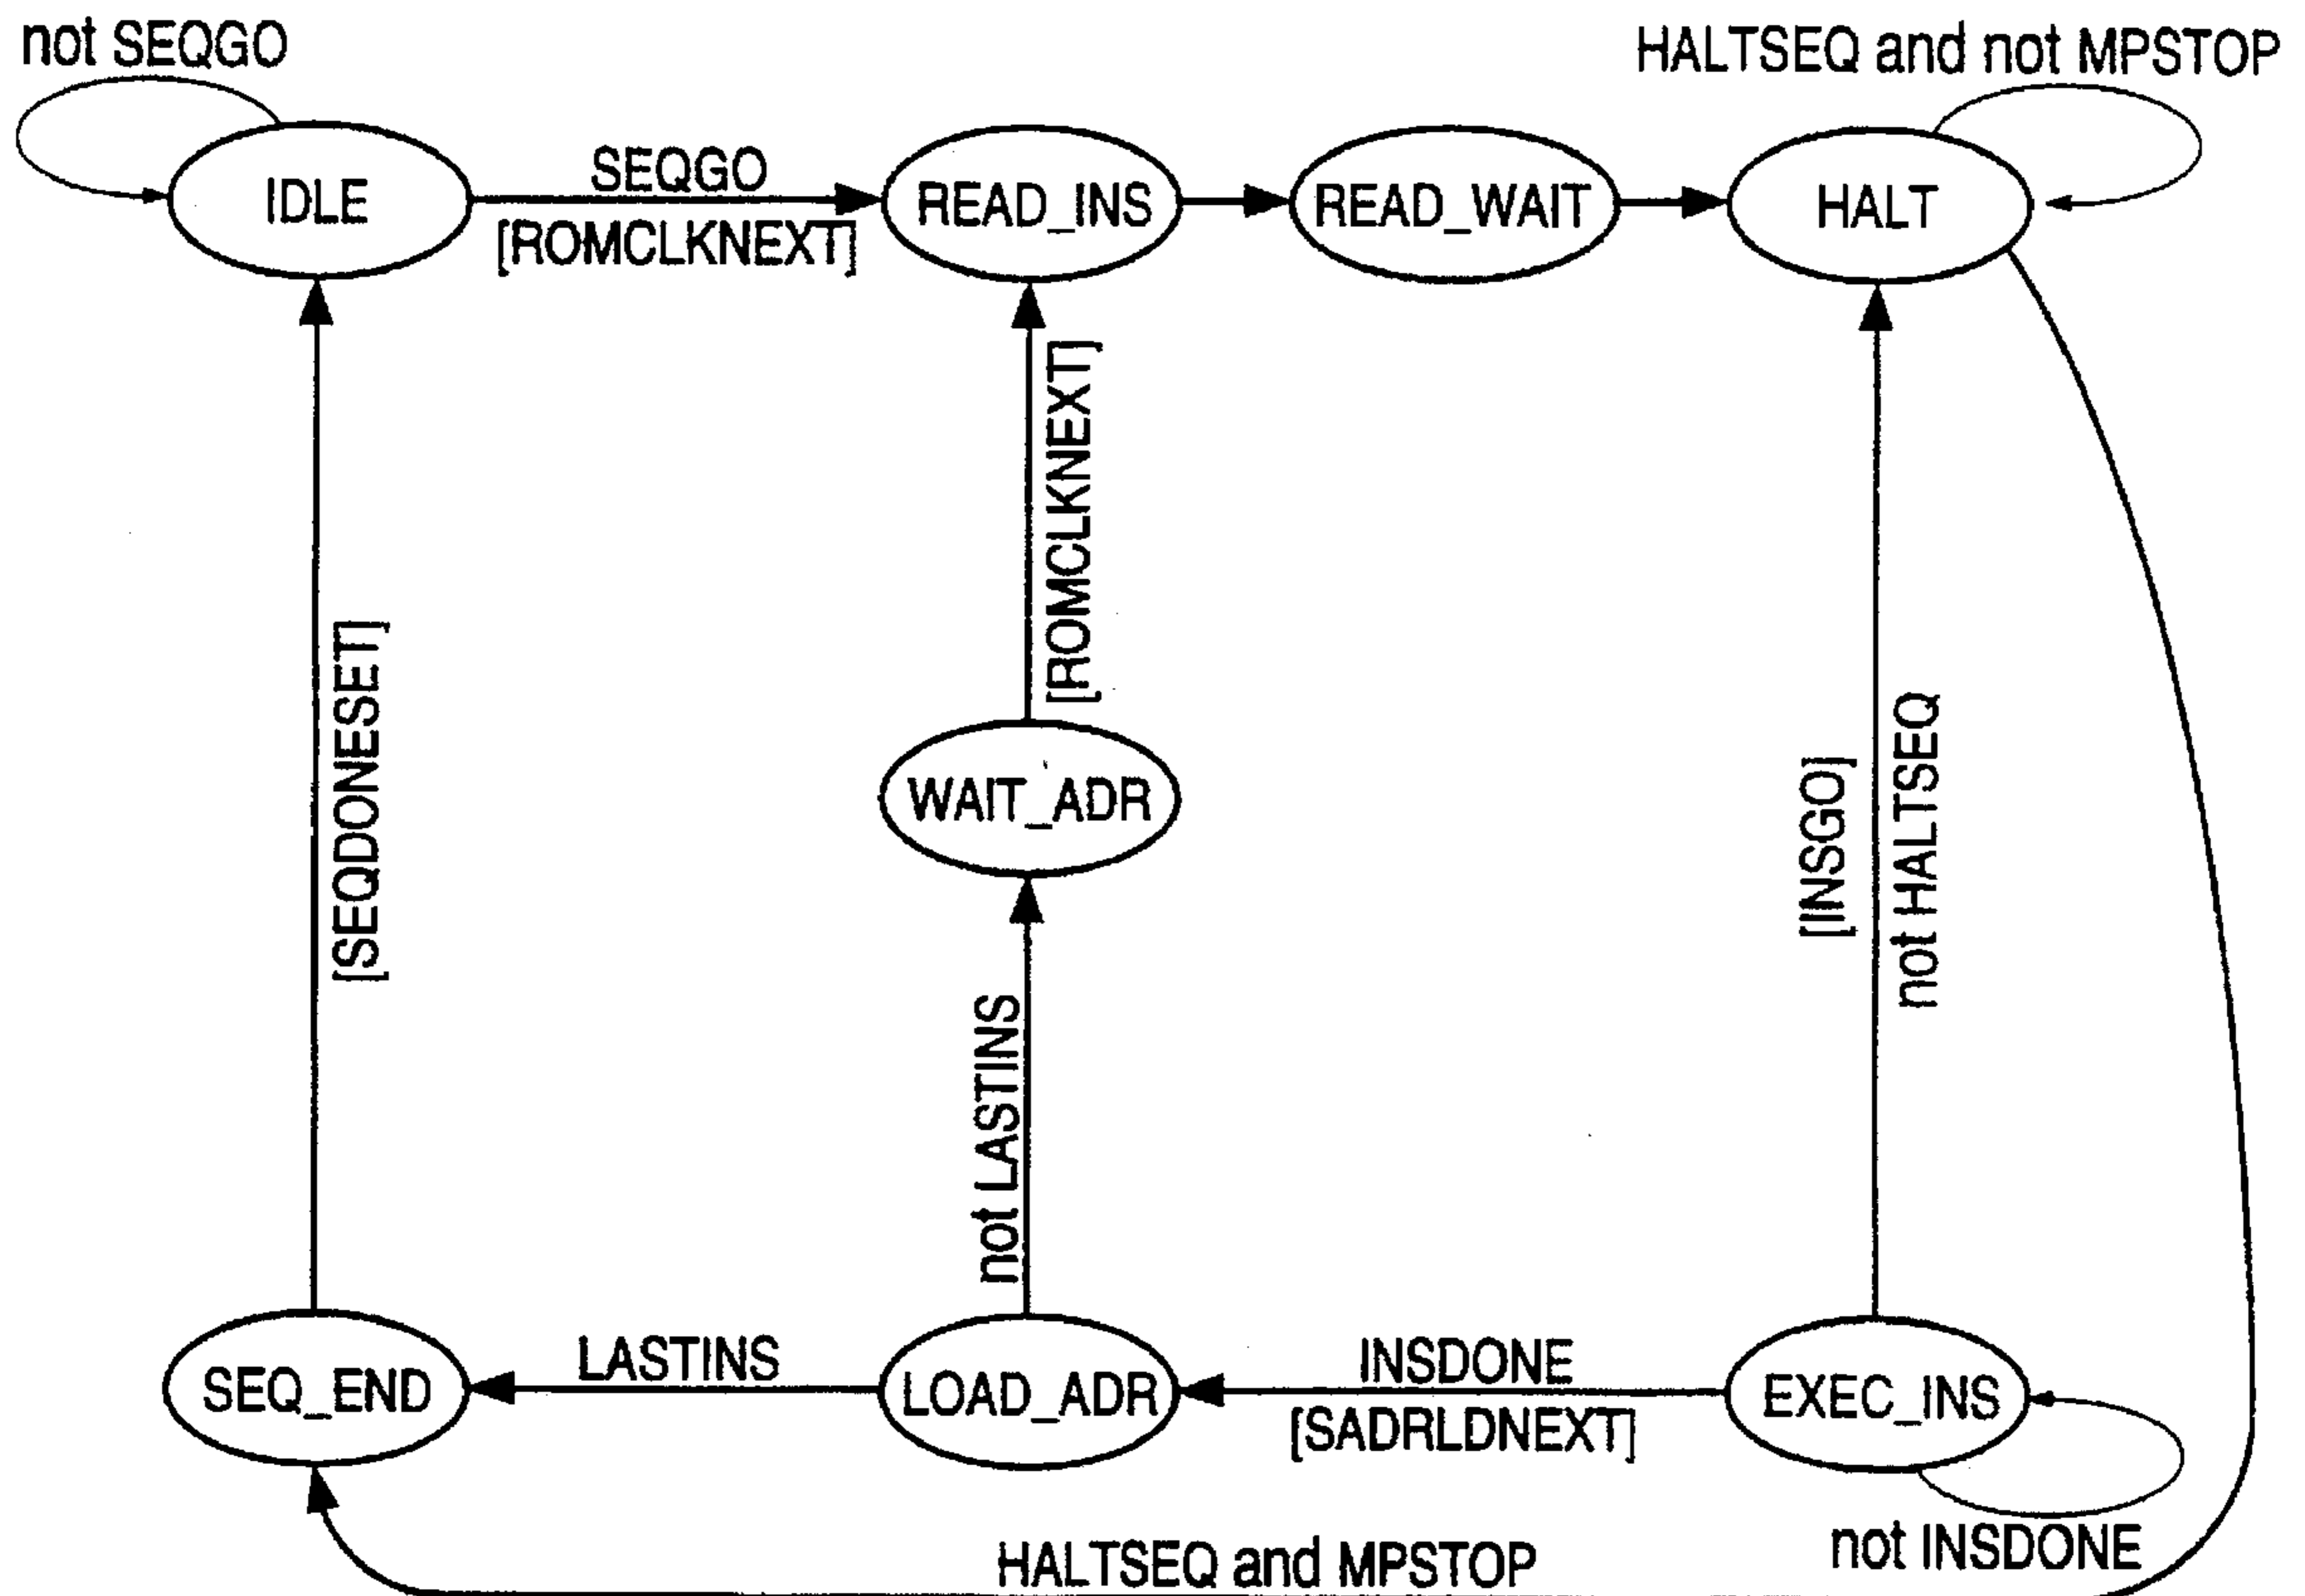 not SEQGO
HALTSEQ and not MPSTOP
IDLE
SEQGO
[ROMCLKNEXT]
READ_INS
READ_WAIT
HALT
[SEQDONESET]
[ROMCLKNEXT]
WAIT_ADR
not LASTINS
[INSGO]
not HALTSEQ
SEQ_END
LASTINS
LOAD_ADR
INSDONE
[SADRLDNEXT]
EXEC_INS
not INSDONE
HALTSEQ and MPSTOP